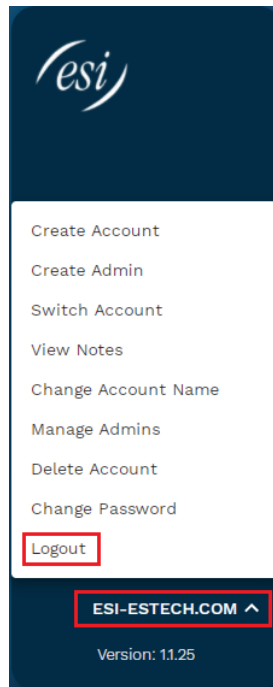 esi
Create Account
Create Admin
Switch Account
View Notes
Change Account Name
Manage Admins
Delete Account
Change Password
Logout
ESI-ESTECH.COM
Version: 1.1.25